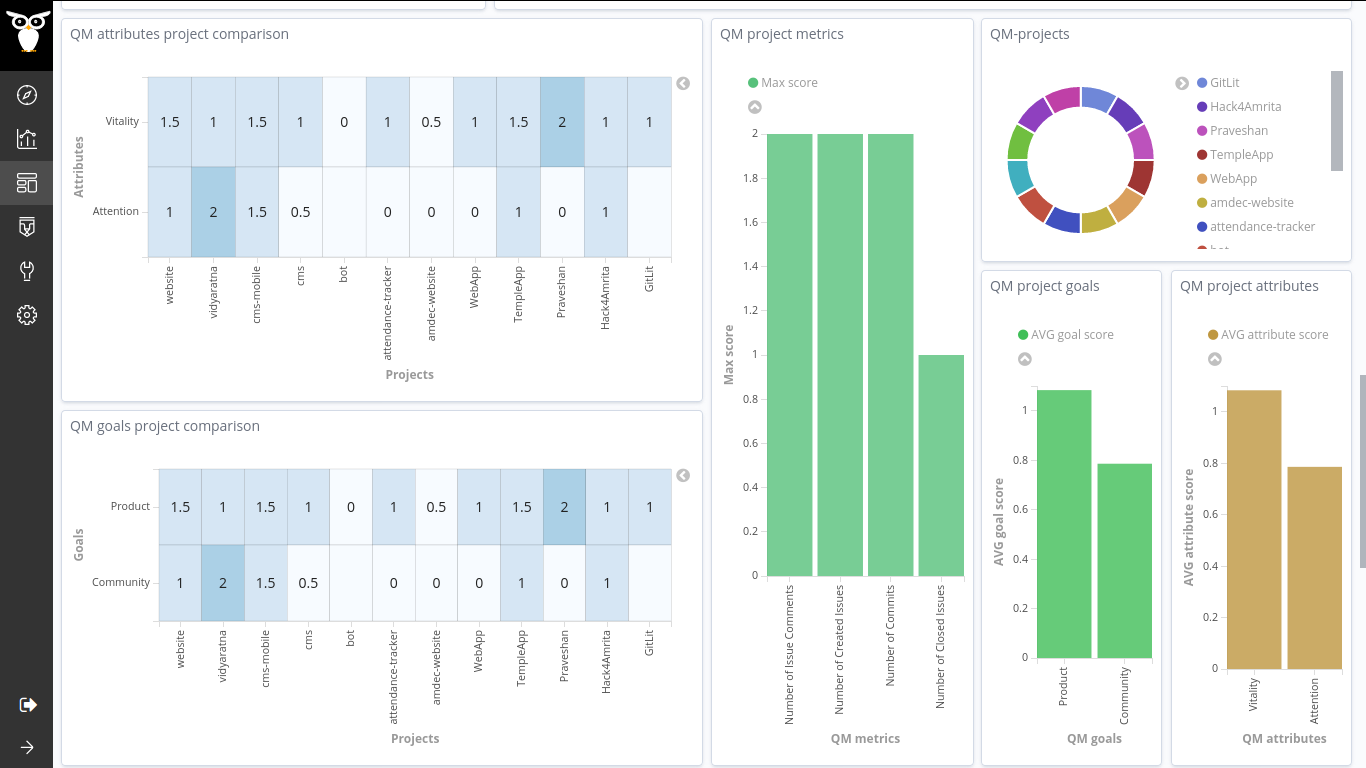 QM attributes project comparison
Attributes
Vitality 1.5 1 1.5 1 0 1 0.5 1 1.5 2 1 1
Attention 1 2 1.5 0.5 0 0 0 1 0 1
website vidyaratna cms-mobile cms bot attendance-tracker amdec-website WebApp TempleApp Praveshan Hack4Amrita GitLit
Projects
QM goals project comparison
Goals
Product 1.5 1 1.5 1 0 1 0.5 1 1.5 2 1 1
Community 1 2 1.5 0.5 0 0 0 1 0 1
website vidyaratna cms-mobile cms bot attendance-tracker amdec-website WebApp TempleApp Praveshan Hack4Amrita GitLit
Projects
QM project metrics
Max score
Max score
2
1.8
1.6
1.4
1.2
1
0.8
0.6
0.4
0.2
0
Number of Issue Comments
Number of Created Issues
Number of Commits
Number of Closed Issues
QM metrics
QM-projects
GitLit
Hack4Amrita
Praveshan
TempleApp
WebApp
amdec-website
attendance-tracker
QM project goals
AVG goal score
AVG goal score
1
0.8
0.6
0.4
0.2
0
Product
Community
QM goals
QM project attributes
AVG attribute score
AVG attribute score
1
0.8
0.6
0.4
0.2
0
Vitality
Attention
QM attributes